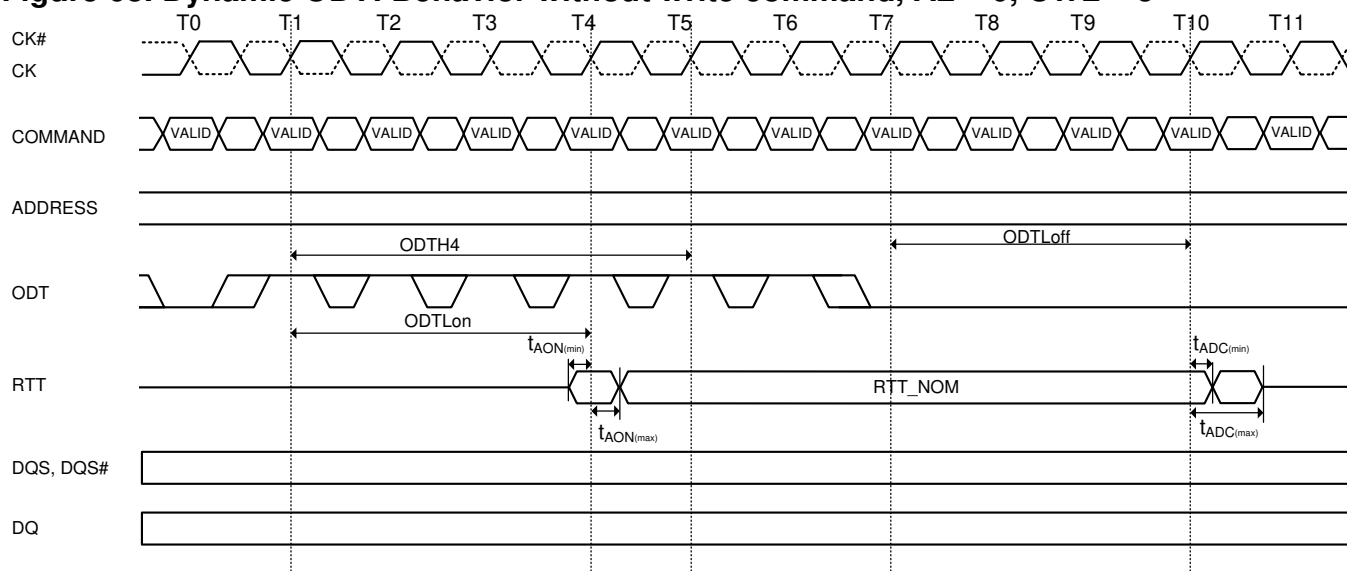 T0 T1 T2 T3 T4 T5 T6 T7 T8 T9 T10 T11
CK#
CK
COMMAND VALID VALID VALID VALID VALID VALID VALID VALID VALID VALID VALID VALID
ADDRESS
ODTH4 ODTLoff
ODT
ODTLon
tAON(min) tADC(min)
RTT RTT_NOM
tAON(max) tADC(max)
DQS, DQS#
DQ